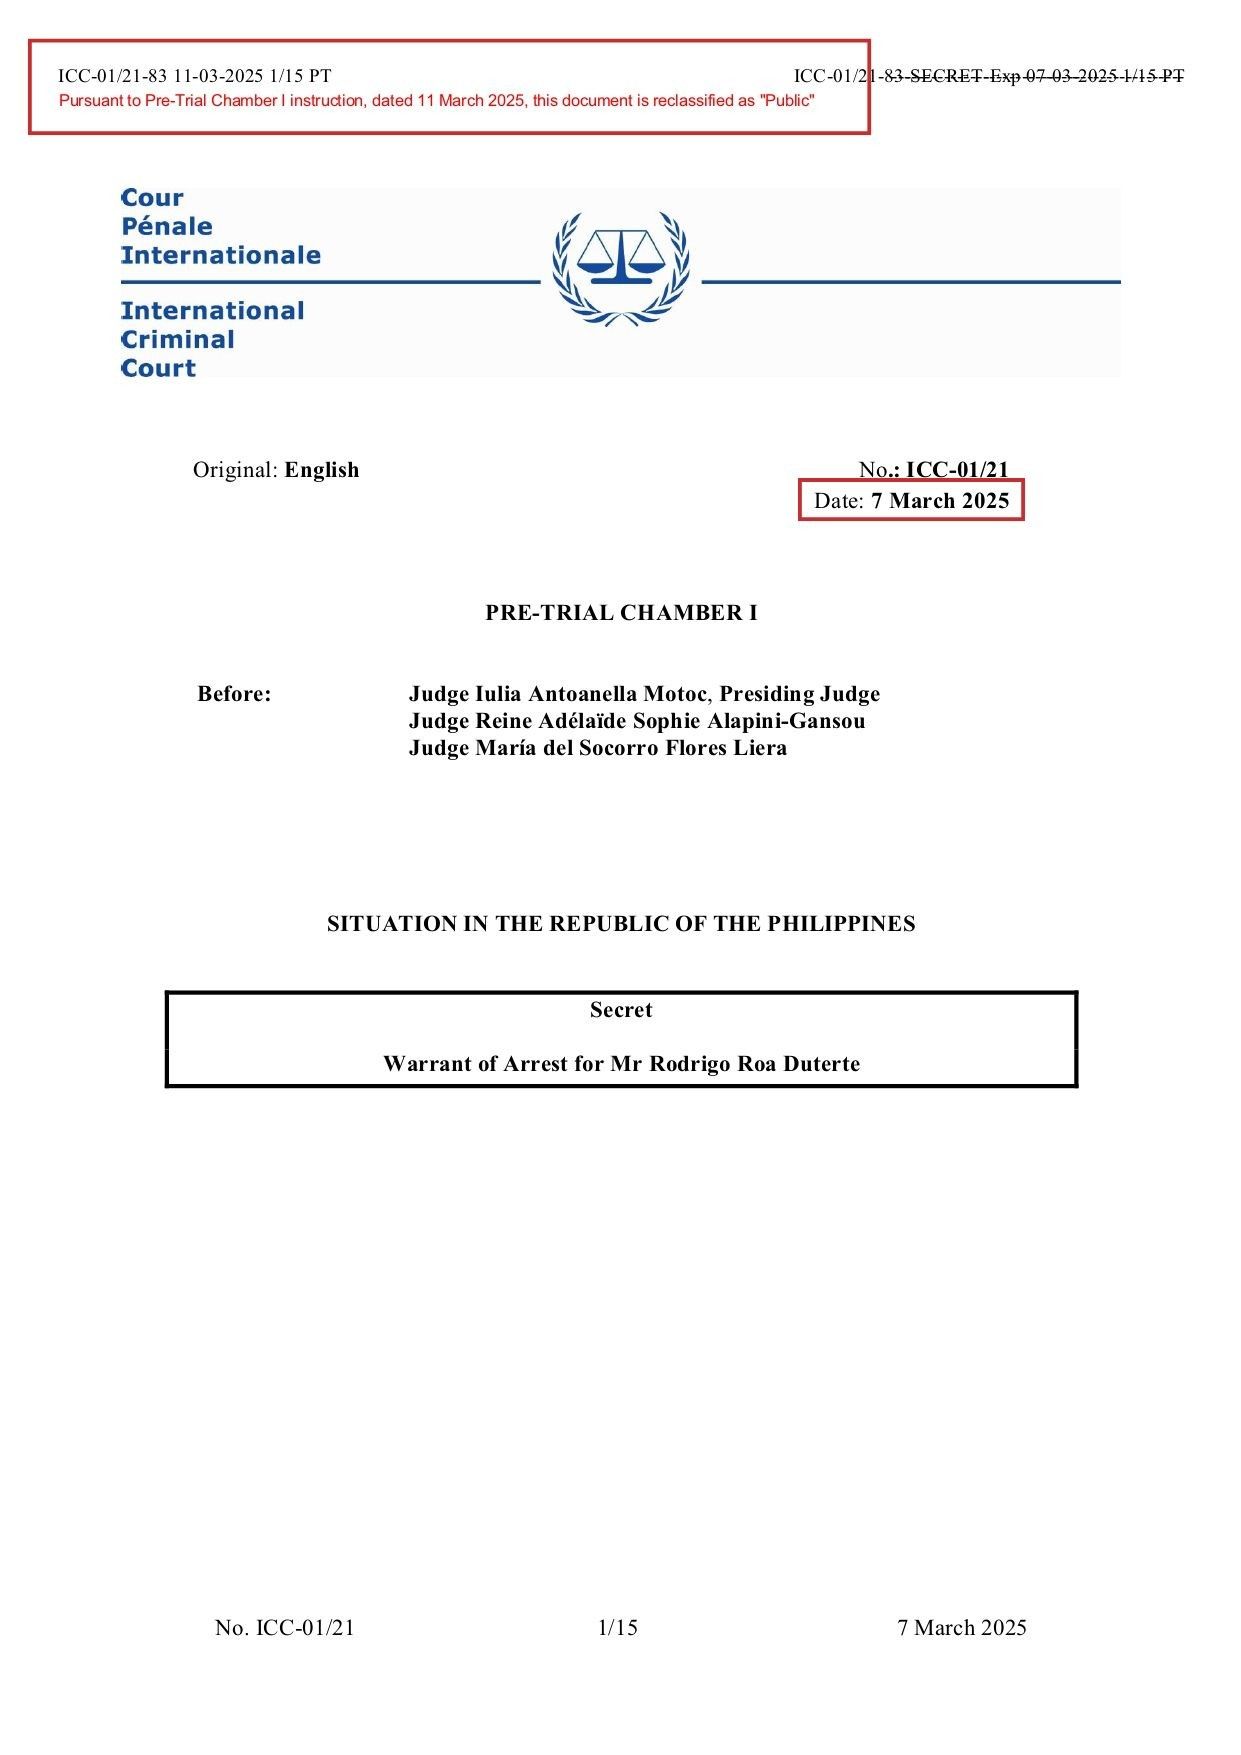 ICC-01/21-83 11-03-2025 1/15 PT
ICC-01/21-83-SECRET-Exp 07-03-2025 1/15 PT
Pursuant to Pre-Trial Chamber I instruction, dated 11 March 2025, this document is reclassified as "Public"
Cour
Pénale
Internationale
International
Criminal
Court
Original: English
No.: ICC-01/21
Date: 7 March 2025
PRE-TRIAL CHAMBER I
Before:
Judge Iulia Antoanella Motoc, Presiding Judge
Judge Reine Adélaïde Sophie Alapini-Gansou
Judge María del Socorro Flores Liera
SITUATION IN THE REPUBLIC OF THE PHILIPPINES
Secret
Warrant of Arrest for Mr Rodrigo Roa Duterte
No. ICC-01/21
1/15
7 March 2025